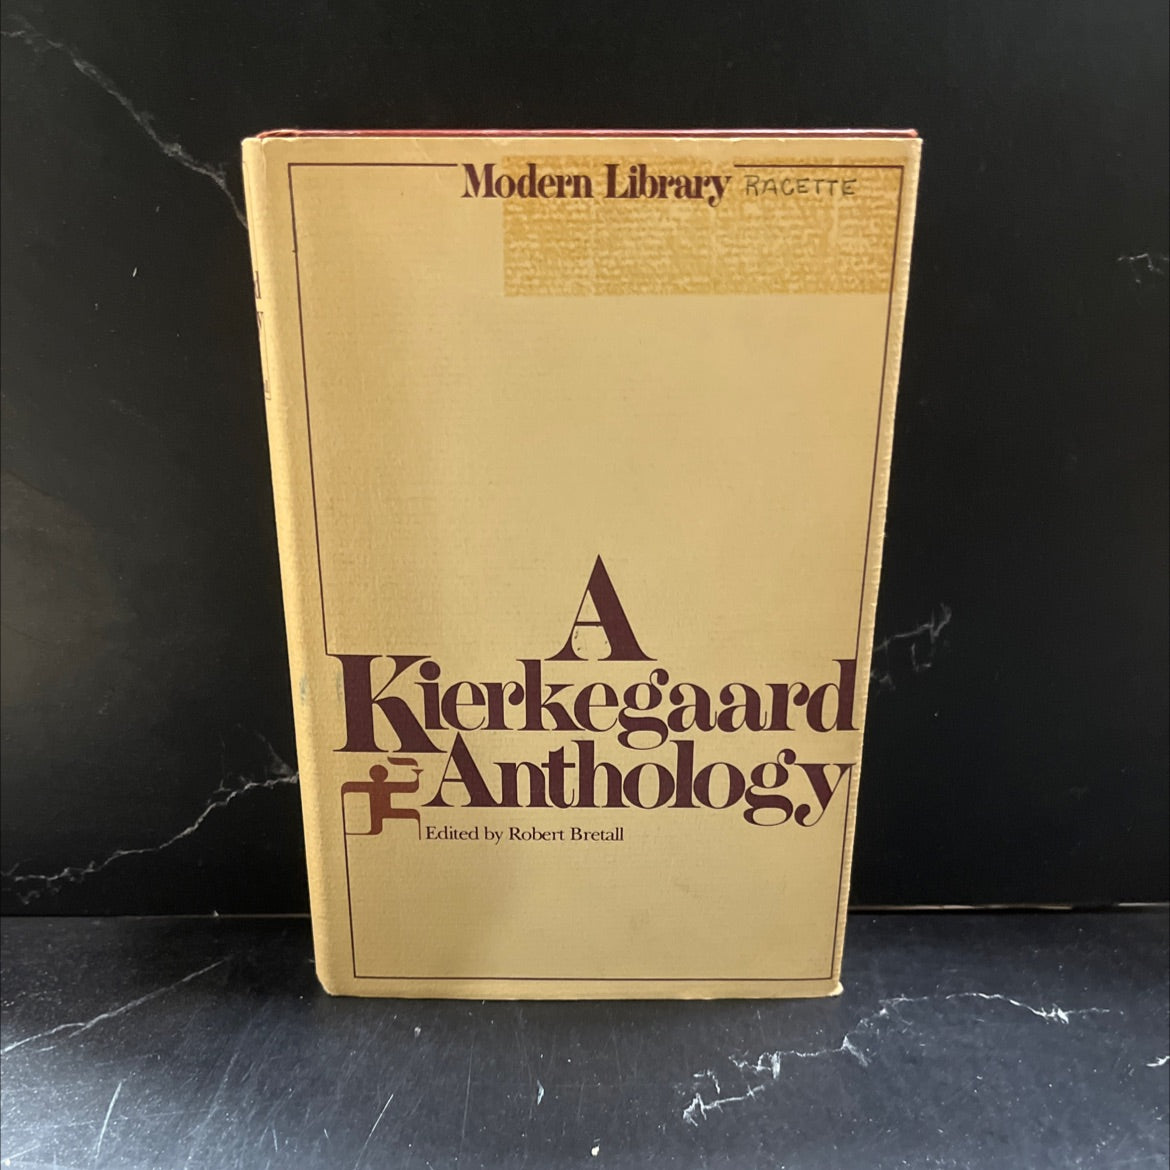 Modern Library RACETTE
A
Kierkegaard
Anthology
Edited by Robert Bretall